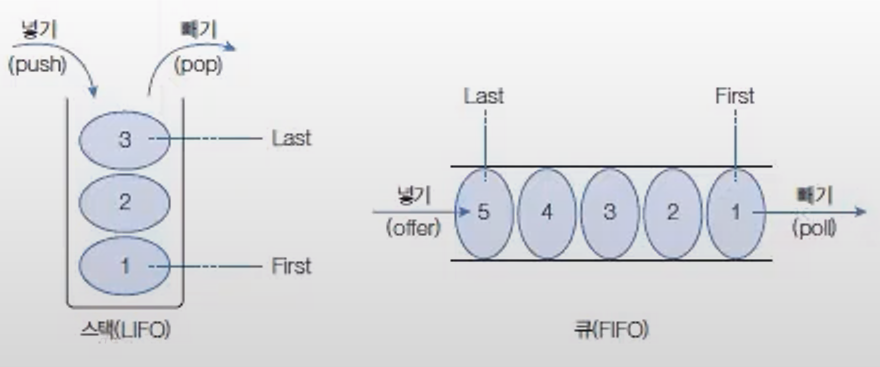 넣기
(push)
빼기
(pop)
3
Last
2
1
First
스택(LIFO)
Last
First
넣기
(offer)
5 4 3 2 1
빼기
(poll)
큐(FIFO)